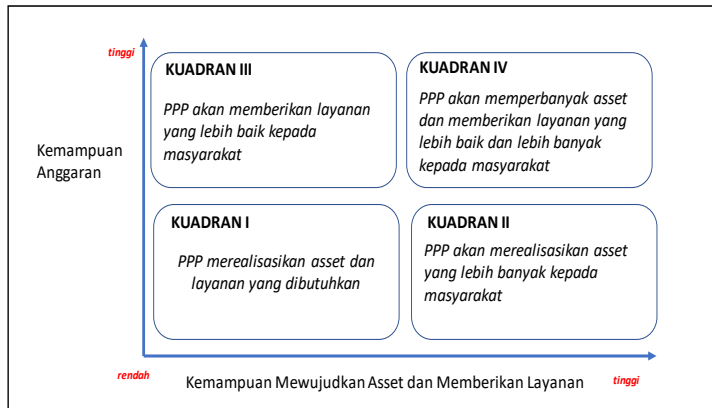 tinggi
KUADRAN III
PPP akan memberikan layanan
yang lebih baik kepada
masyarakat
KUADRAN IV
PPP akan memperbanyak asset
dan memberikan layanan yang
lebih baik dan lebih banyak
kepada masyarakat
Kemampuan
Anggaran
KUADRAN I
PPP merealisasikan asset dan
layanan yang dibutuhkan
KUADRAN II
PPP akan merealisasikan asset
yang lebih banyak kepada
masyarakat
rendah
Kemampuan Mewujudkan Asset dan Memberikan Layanan
tinggi